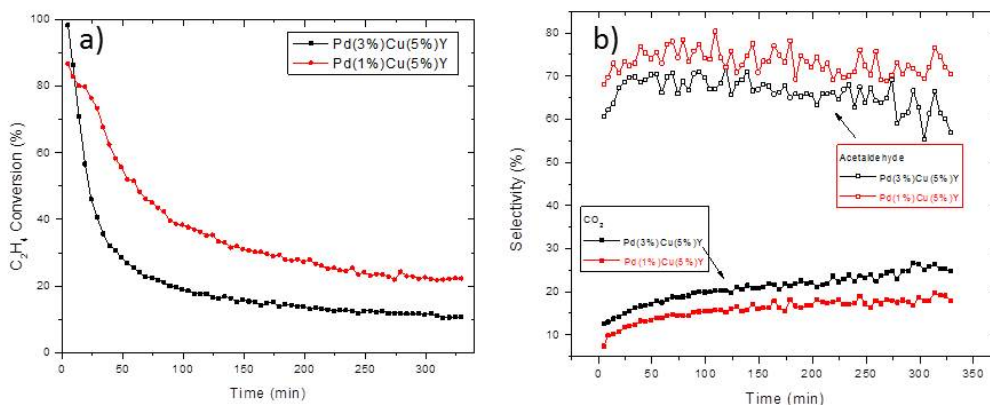 a)
Pd(3%)Cu(5%)Y
Pd(1%)Cu(5%)Y
100
80
60
40
20
0
C₂H₄ Conversion (%)
0 50 100 150 200 250 300
Time (min)
b)
80
70
60
50
40
30
20
10
Selectivity (%)
Acetaldehyde
Pd(3%)Cu(5%)Y
Pd(1%)Cu(5%)Y
CO₂
Pd(3%)Cu(5%)Y
Pd(1%)Cu(5%)Y
0 50 100 150 200 250 300 350
Time (min)